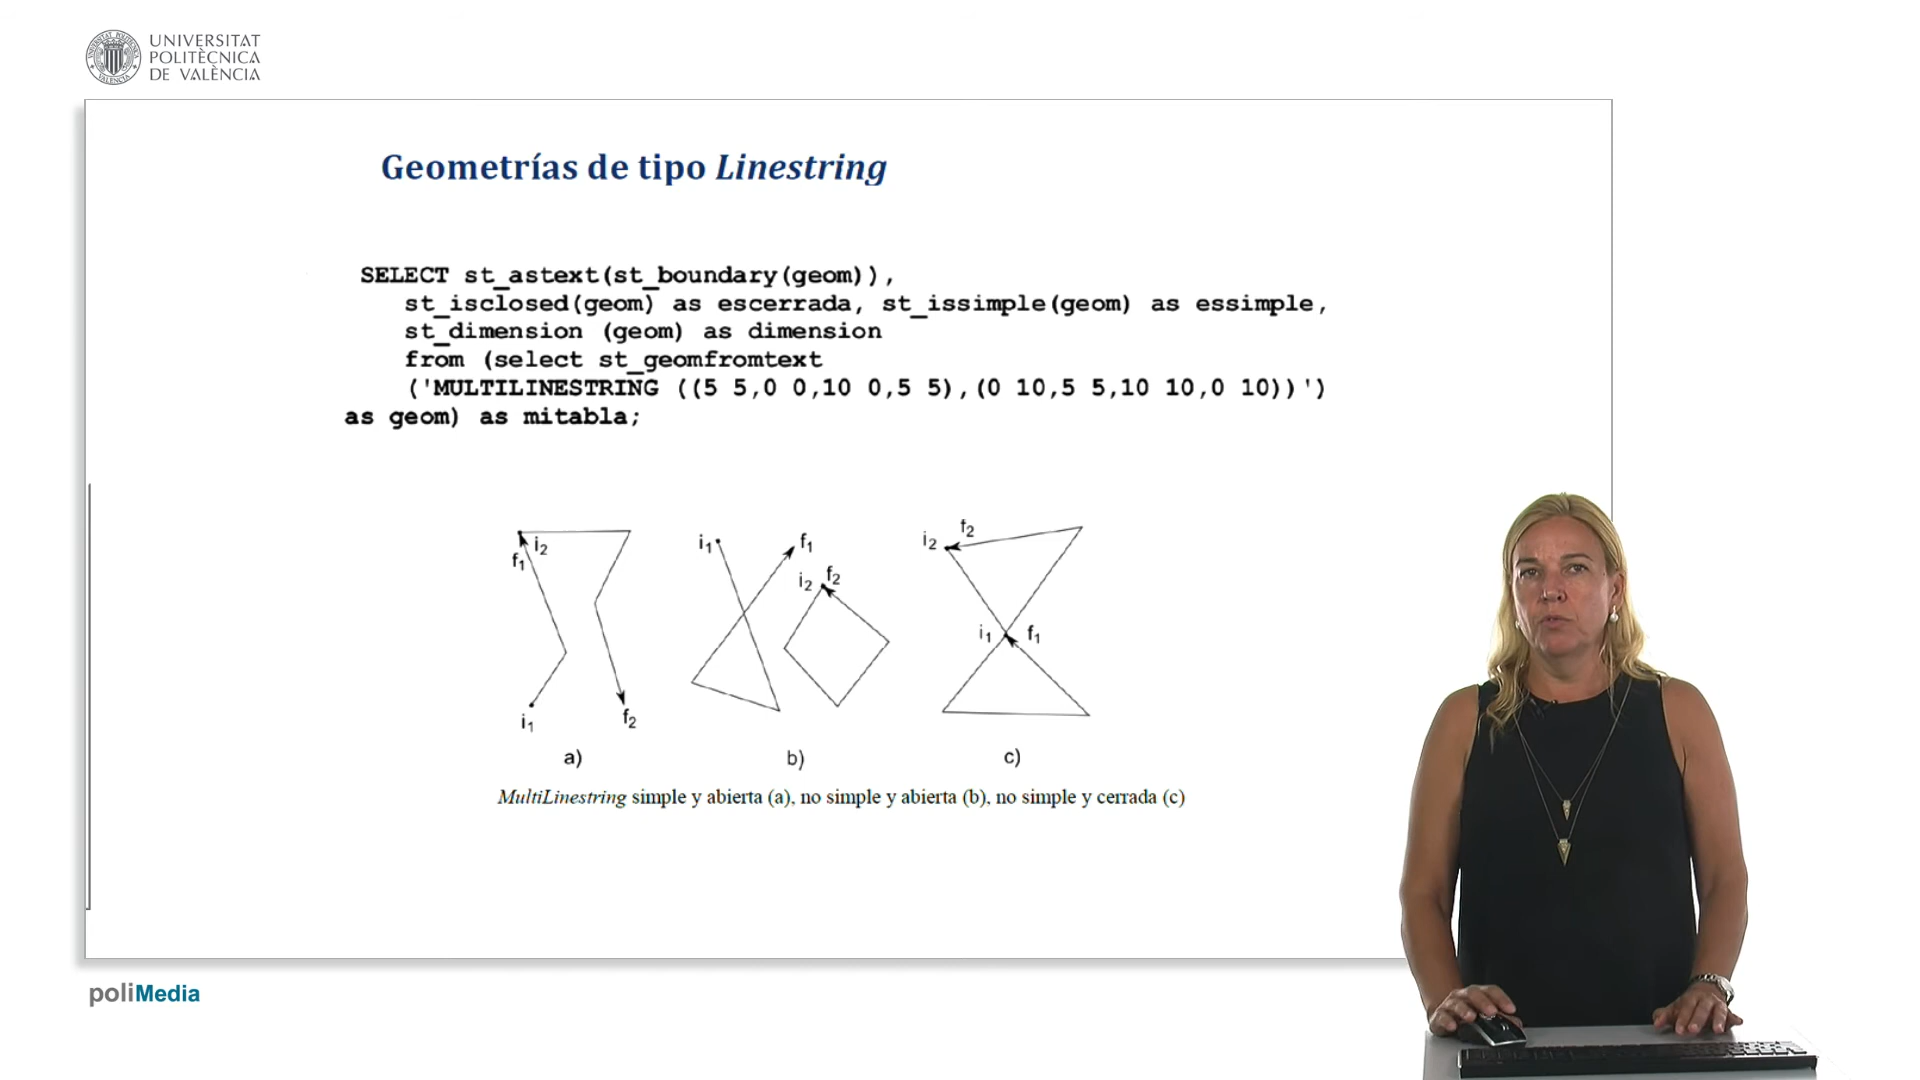 UNIVERSITAT
POLITÈCNICA
DE VALÈNCIA
Geometrías de tipo Linestring
SELECT st_astext(st_boundary(geom)),
st_isclosed(geom) as escerrada, st_issimple(geom) as essimple,
st_dimension (geom) as dimension
from (select st_geomfromtext
('MULTILINESTRING ((5 5,0 0,10 0,5 5),(0 10,5 5,10 10,0 10))')
as geom) as mitabla;
f1 i2
i1
f2
a)
i1
f1
i2 f2
b)
i2 f2
i1 f1
c)
MultiLinestring simple y abierta (a), no simple y abierta (b), no simple y cerrada (c)
poliMedia